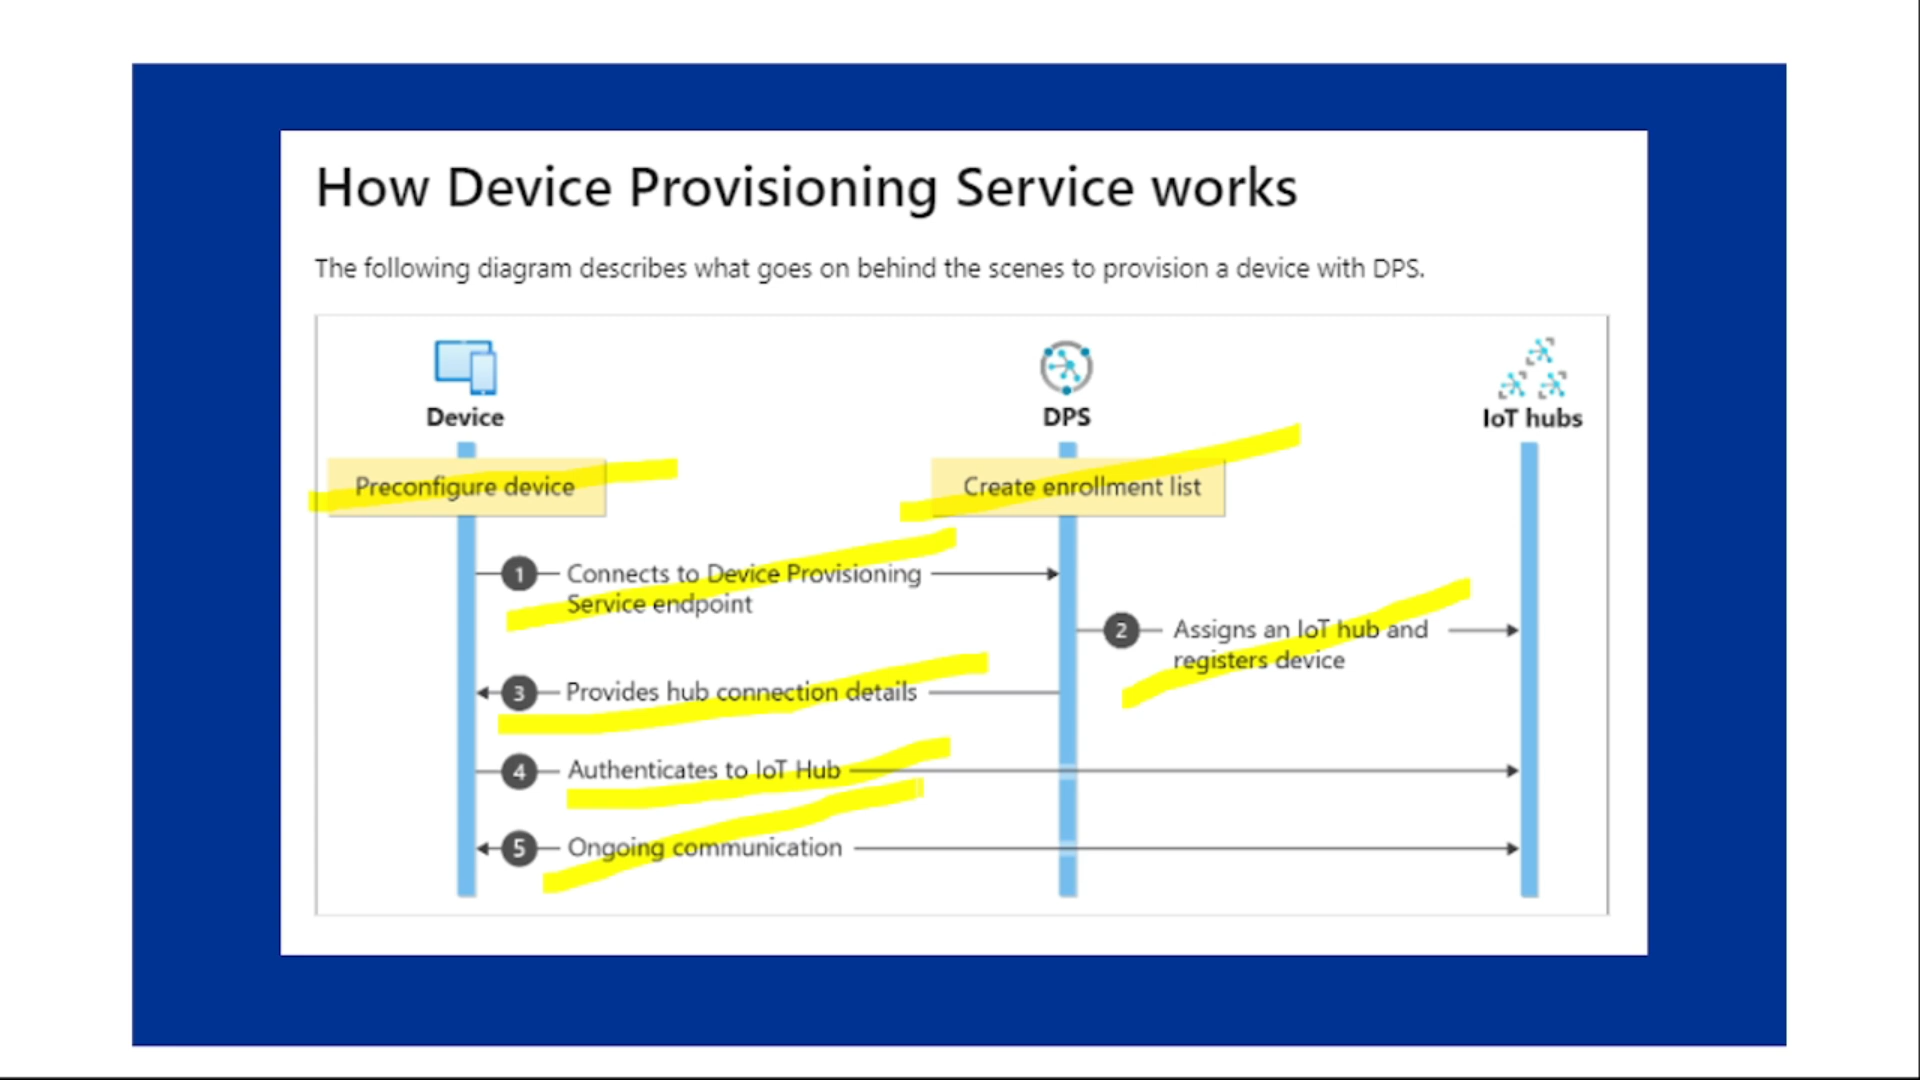 How Device Provisioning Service works
The following diagram describes what goes on behind the scenes to provision a device with DPS.
Device
DPS
IoT hubs
Preconfigure device
Create enrollment list
1
Connects to Device Provisioning
Service endpoint
2
Assigns an IoT hub and
registers device
3
Provides hub connection details
4
Authenticates to IoT Hub
5
Ongoing communication